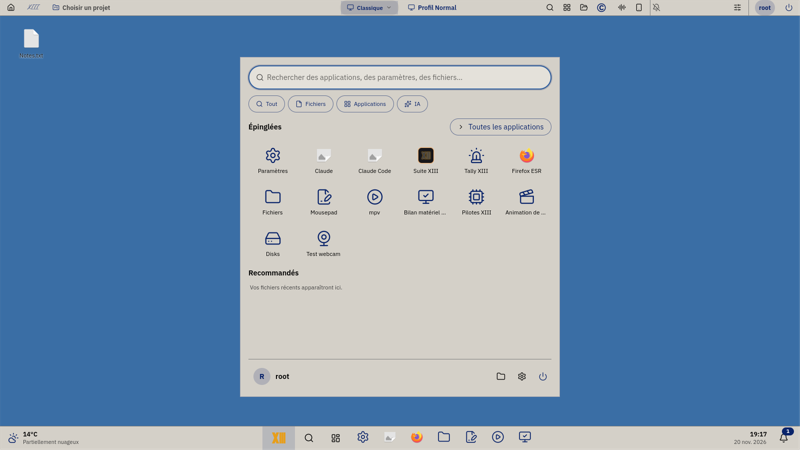 Choisir un projet
Classique
Profil Normal
root
Rechercher des applications, des paramètres, des fichiers...
Tout
Fichiers
Applications
IA
Épinglées
Toutes les applications
Paramètres
Claude
Claude Code
Suite XIII
Tally XIII
Firefox ESR
Fichiers
Mousepad
mpv
Bilan matériel ...
Pilotes XIII
Animation de ...
Disks
Test webcam
Recommandés
Vos fichiers récents apparaîtront ici.
R
root
14°C
Partiellement nuageux
19:17
20 nov. 2026
1